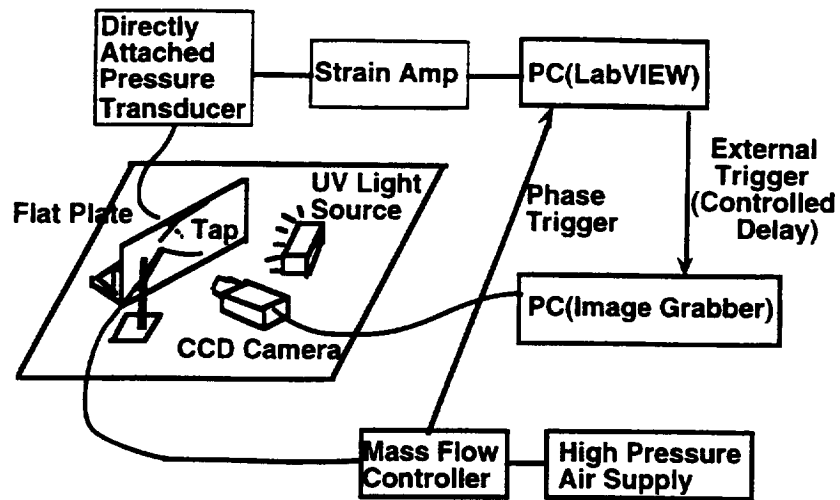 Directly
Attached
Pressure
Transducer
Strain Amp
PC(LabVIEW)
External
Trigger
(Controlled
Delay)
Phase
Trigger
UV Light
Source
Flat Plate
Tap
CCD Camera
PC(Image Grabber)
Mass Flow
Controller
High Pressure
Air Supply